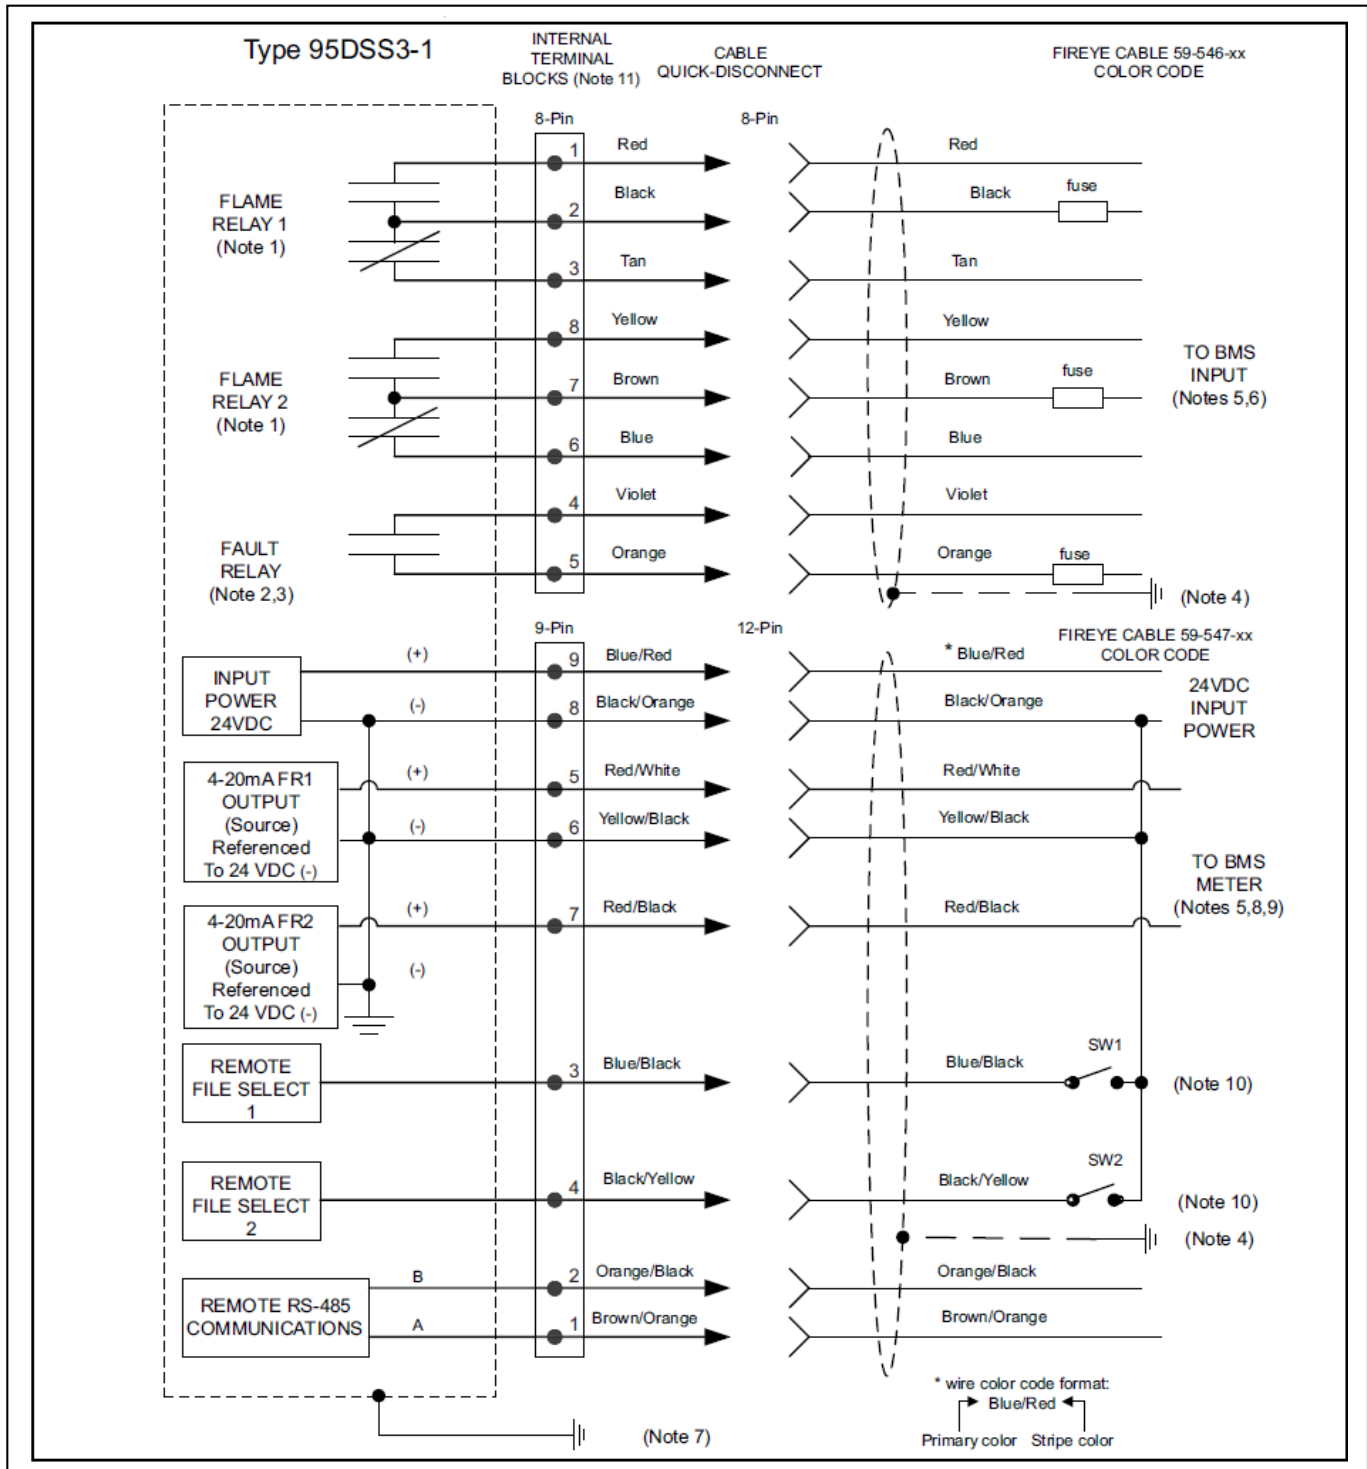 Type 95DSS3-1
INTERNAL
TERMINAL
BLOCKS (Note 11)
CABLE
QUICK-DISCONNECT
FIREYE CABLE 59-546-xx
COLOR CODE
8-Pin
8-Pin
FLAME
RELAY 1
(Note 1)
1 Red
Red
2 Black
Black
fuse
3 Tan
Tan
FLAME
RELAY 2
(Note 1)
8 Yellow
Yellow
7 Brown
Brown
fuse
6 Blue
Blue
TO BMS
INPUT
(Notes 5,6)
FAULT
RELAY
(Note 2,3)
4 Violet
Violet
5 Orange
Orange
fuse
(Note 4)
9-Pin
12-Pin
FIREYE CABLE 59-547-xx
COLOR CODE
INPUT
POWER
24VDC
(+)
9 Blue/Red
* Blue/Red
(-)
8 Black/Orange
Black/Orange
24VDC
INPUT
POWER
4-20mA FR1
OUTPUT
(Source)
Referenced
To 24 VDC (-)
(+)
5 Red/White
Red/White
(-)
6 Yellow/Black
Yellow/Black
TO BMS
METER
(Notes 5,8,9)
4-20mA FR2
OUTPUT
(Source)
Referenced
To 24 VDC (-)
(+)
7 Red/Black
Red/Black
(-)
REMOTE
FILE SELECT
1
3 Blue/Black
Blue/Black
SW1
(Note 10)
REMOTE
FILE SELECT
2
4 Black/Yellow
Black/Yellow
SW2
(Note 10)
(Note 4)
REMOTE RS-485
COMMUNICATIONS
B
2 Orange/Black
Orange/Black
A
1 Brown/Orange
Brown/Orange
(Note 7)
* wire color code format:
Blue/Red
Primary color Stripe color